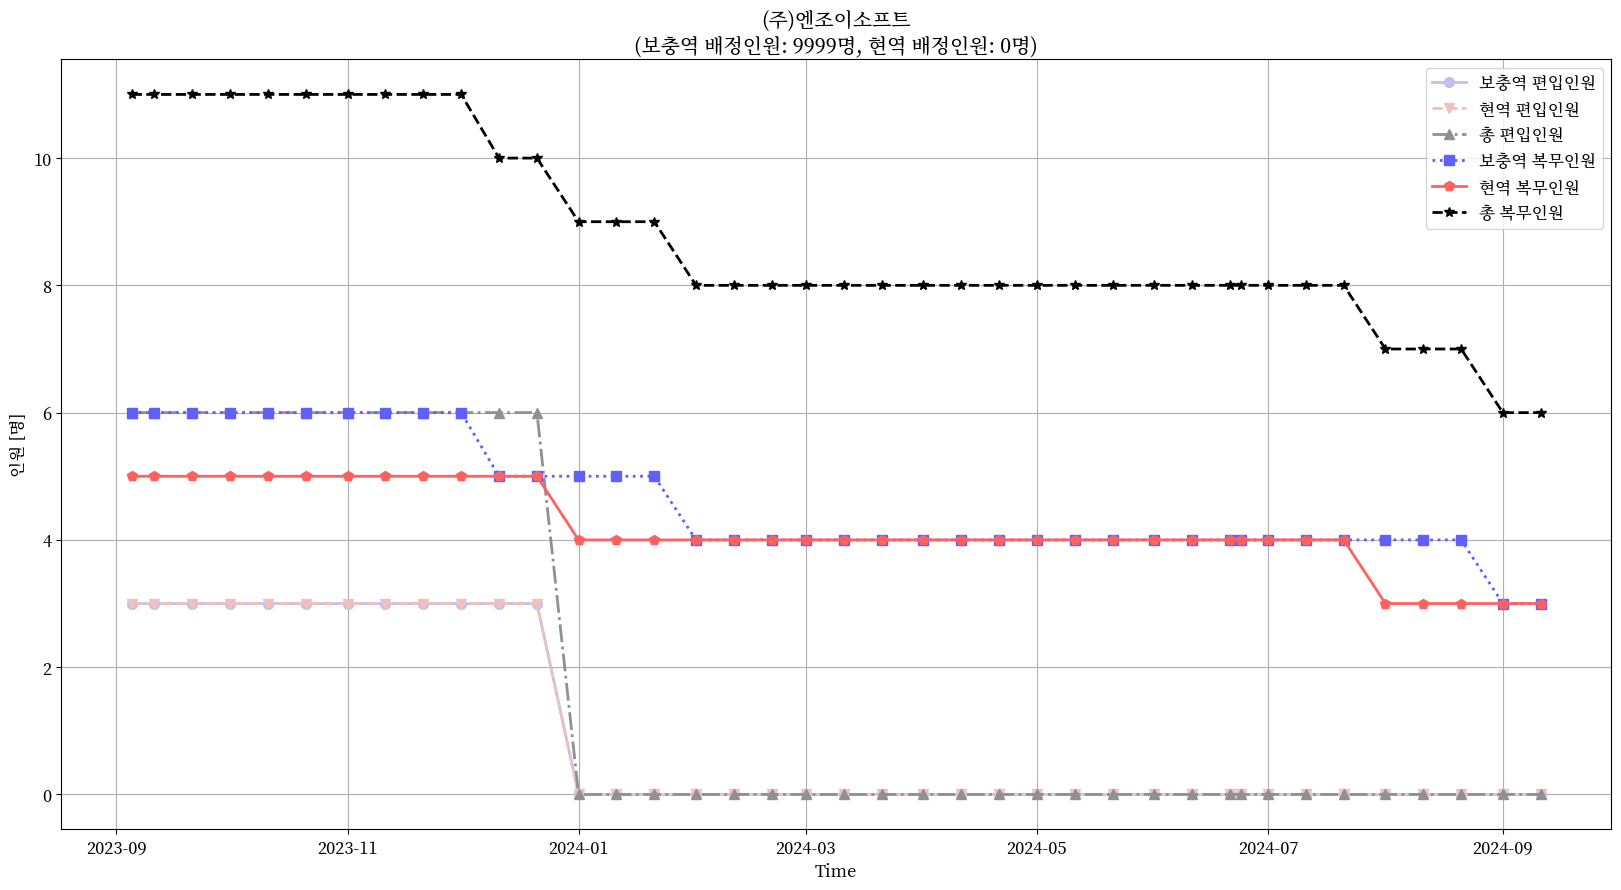 (주)엔조이소프트
(보충역 배정인원: 9999명, 현역 배정인원: 0명)
보충역 편입인원
현역 편입인원
총 편입인원
보충역 복무인원
현역 복무인원
총 복무인원
인원 [명]
10
8
6
4
2
0
2023-09
2023-11
2024-01
2024-03
2024-05
2024-07
2024-09
Time